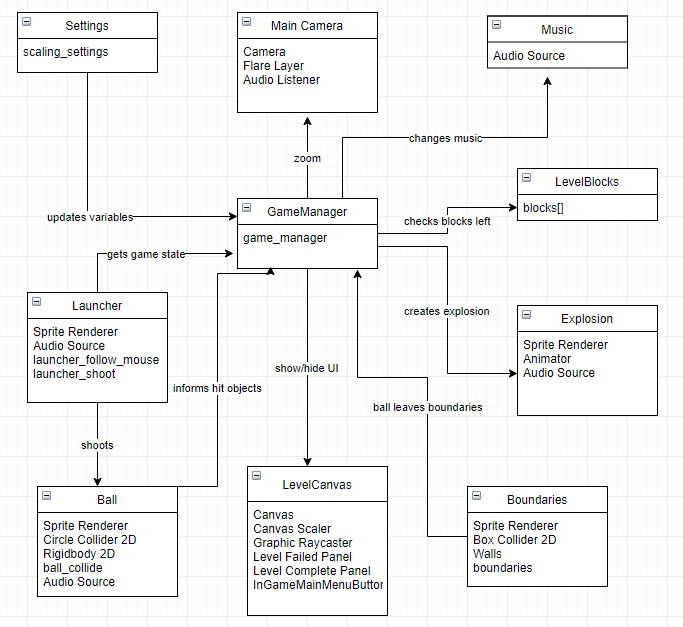 Settings
scaling_settings
Main Camera
Camera
Flare Layer
Audio Listener
Music
Audio Source
changes music
zoom
LevelBlocks
blocks[]
updates variables
GameManager
game_manager
checks blocks left
gets game state
Launcher
Sprite Renderer
Audio Source
launcher_follow_mouse
launcher_shoot
creates explosion
Explosion
Sprite Renderer
Animator
Audio Source
show/hide UI
informs hit objects
ball leaves boundaries
shoots
Ball
Sprite Renderer
Circle Collider 2D
Rigidbody 2D
ball_collide
Audio Source
LevelCanvas
Canvas
Canvas Scaler
Graphic Raycaster
Level Failed Panel
Level Complete Panel
InGameMainMenuButtor
Boundaries
Sprite Renderer
Box Collider 2D
Walls
boundaries